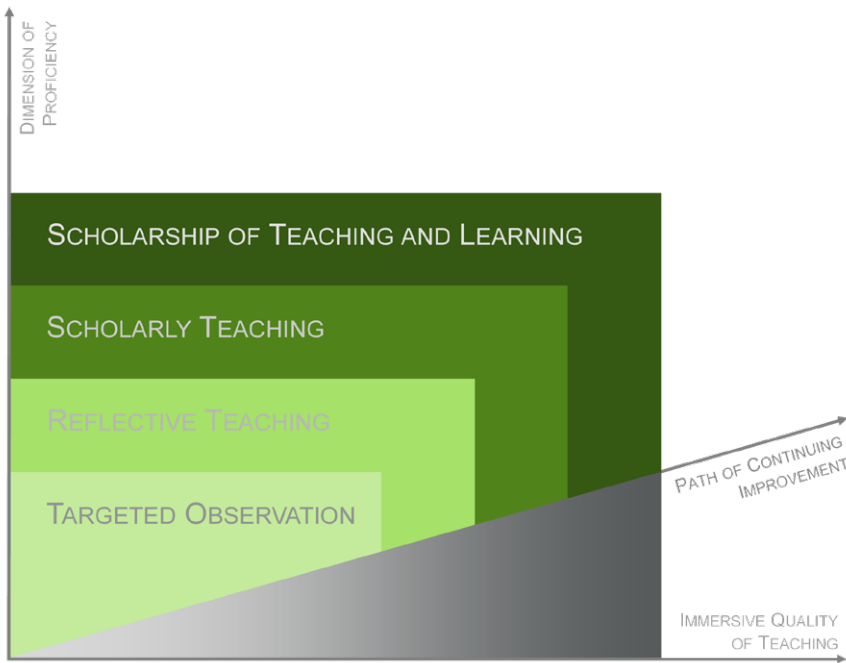 Dimension of
Proficiency
Scholarship of Teaching and Learning
Scholarly Teaching
Reflective Teaching
Targeted Observation
Path of Continuing
Improvement
Immersive Quality
of Teaching